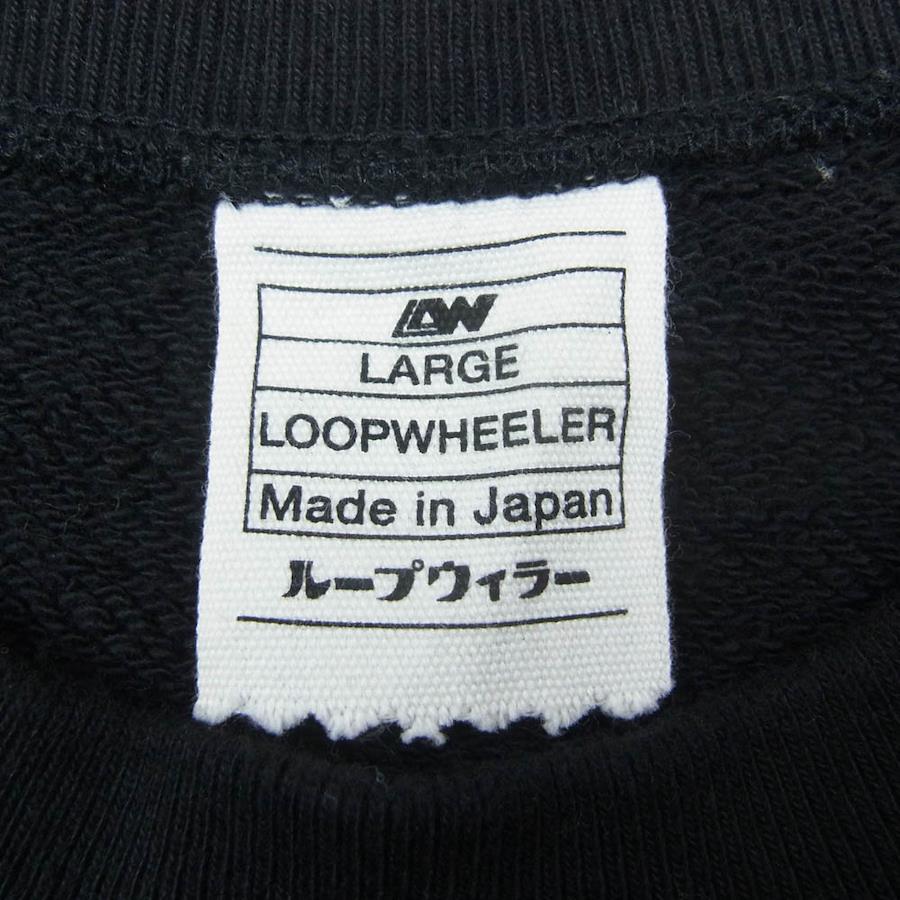 LW
LARGE
LOOPWHEELER
Made in Japan
ループウィラー